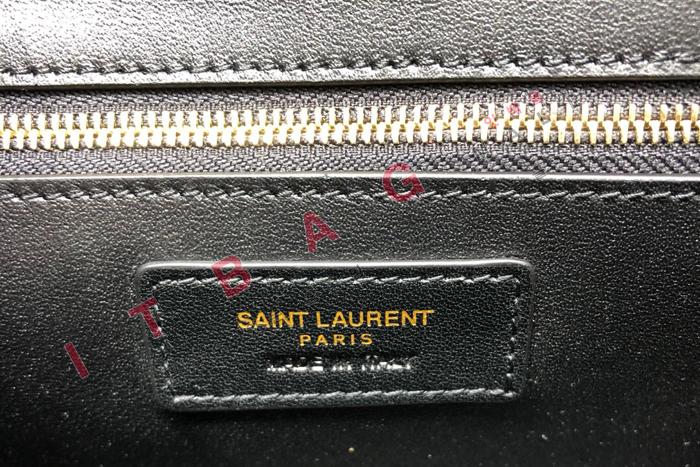 SAINT LAURENT
PARIS
MADE IN ITALY
ITBAG